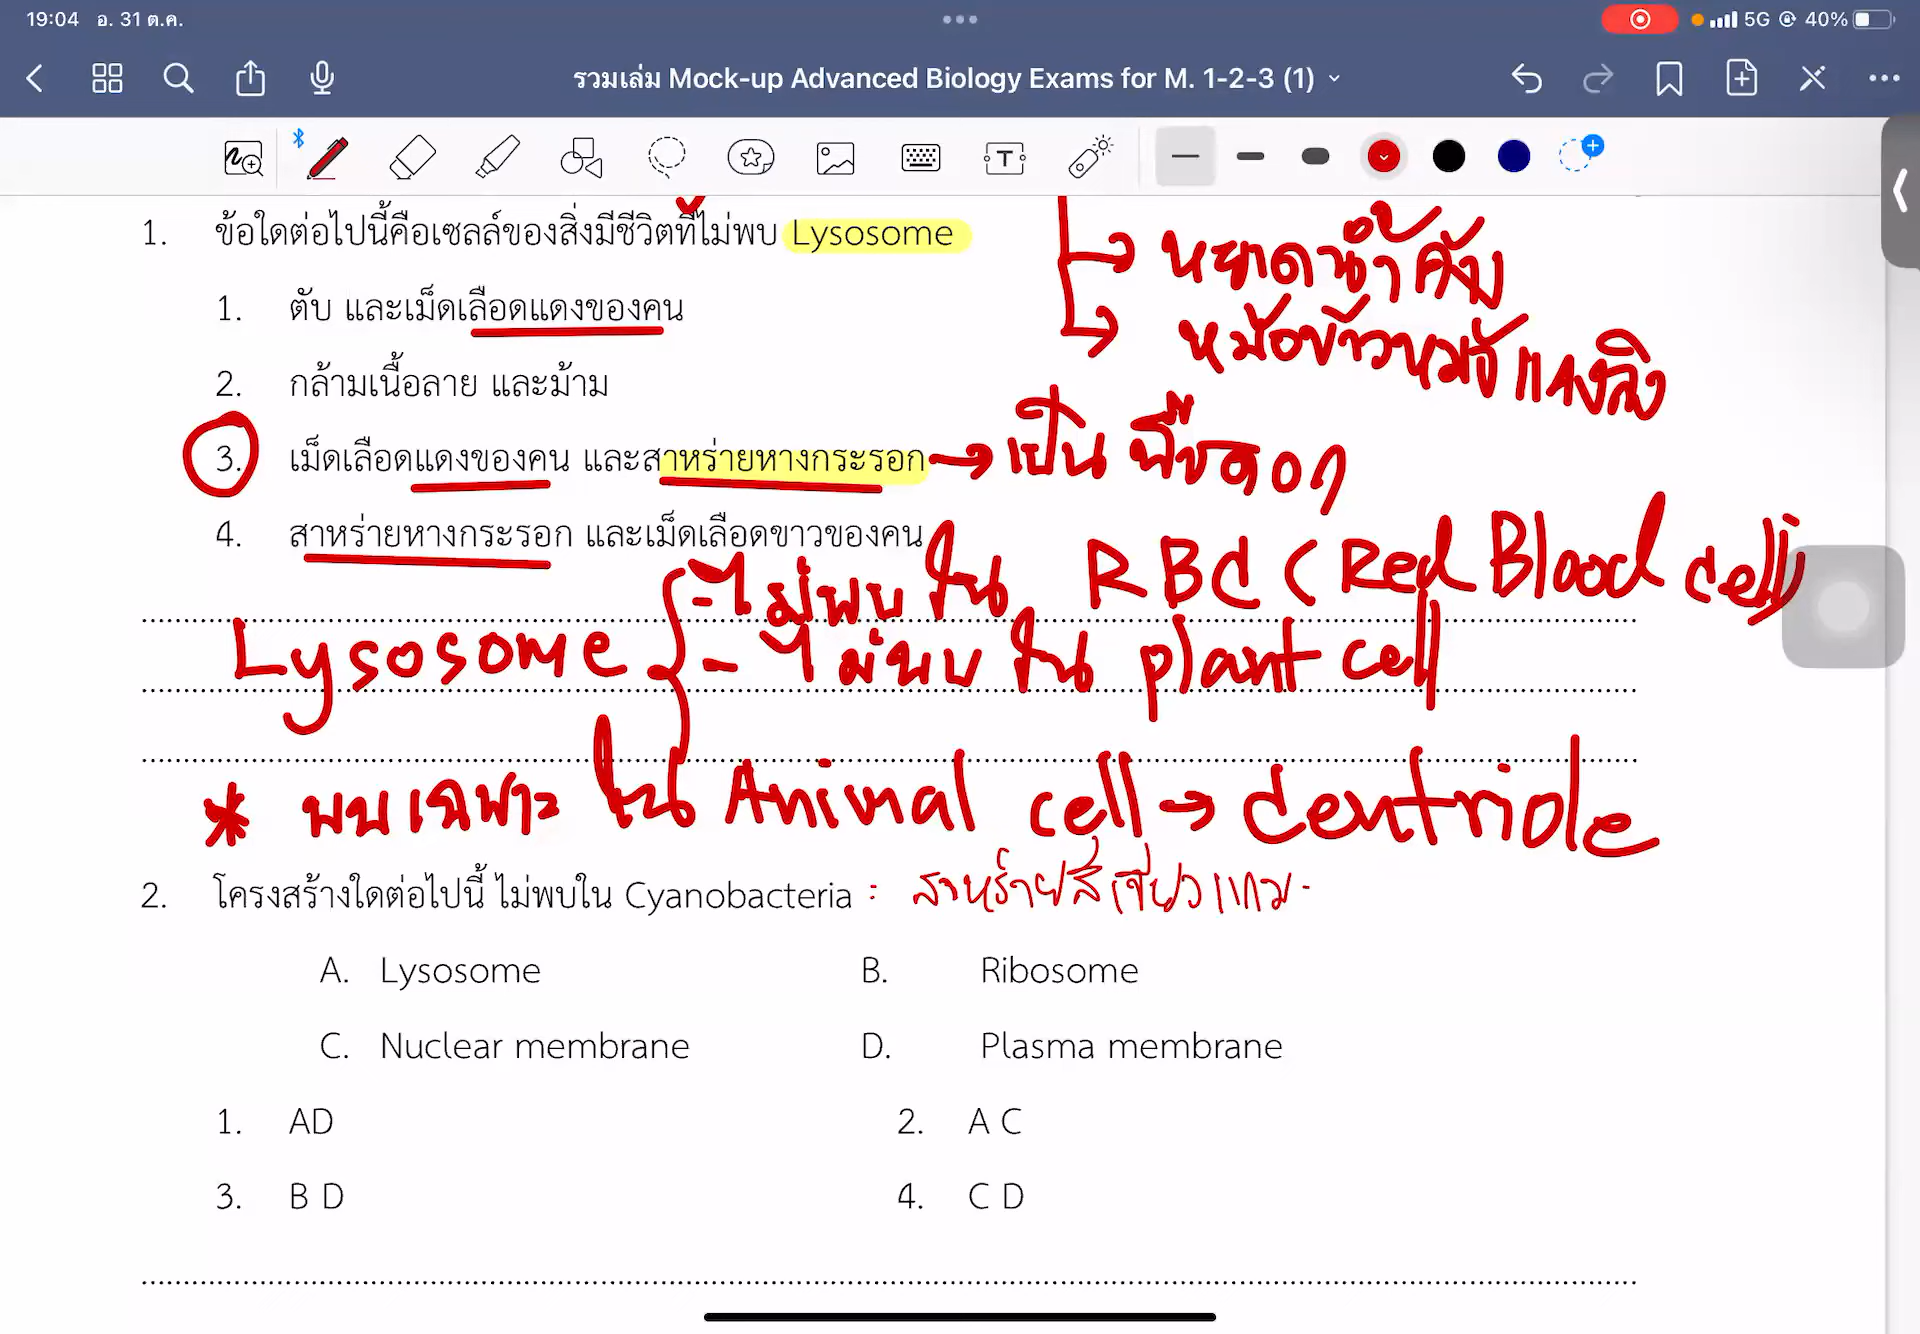 19:04 อ. 31 ต.ค.
5G 40%
รวมเล่ม Mock-up Advanced Biology Exams for M. 1-2-3 (1)
1. ข้อใดต่อไปนี้คือเซลล์ของสิ่งมีชีวิตที่ไม่พบ Lysosome
หยาดน้ำค้าง
1. ตับ และเม็ดเลือดแดงของคน
หม้อข้าวหม้อแกงลิง
2. กล้ามเนื้อลาย และม้าม
3. เม็ดเลือดแดงของคน และสาหร่ายหางกระรอก → เป็นพืชดอก
4. สาหร่ายหางกระรอก และเม็ดเลือดขาวของคน
Lysosome { - ไม่พบใน RBC (Red Blood cell)
- ไม่พบใน plant cell
* พบเฉพาะใน Animal cell → Centriole
2. โครงสร้างใดต่อไปนี้ ไม่พบใน Cyanobacteria : สาหร่ายสีเขียวแกม
A. Lysosome B. Ribosome
C. Nuclear membrane D. Plasma membrane
1. AD 2. A C
3. B D 4. C D